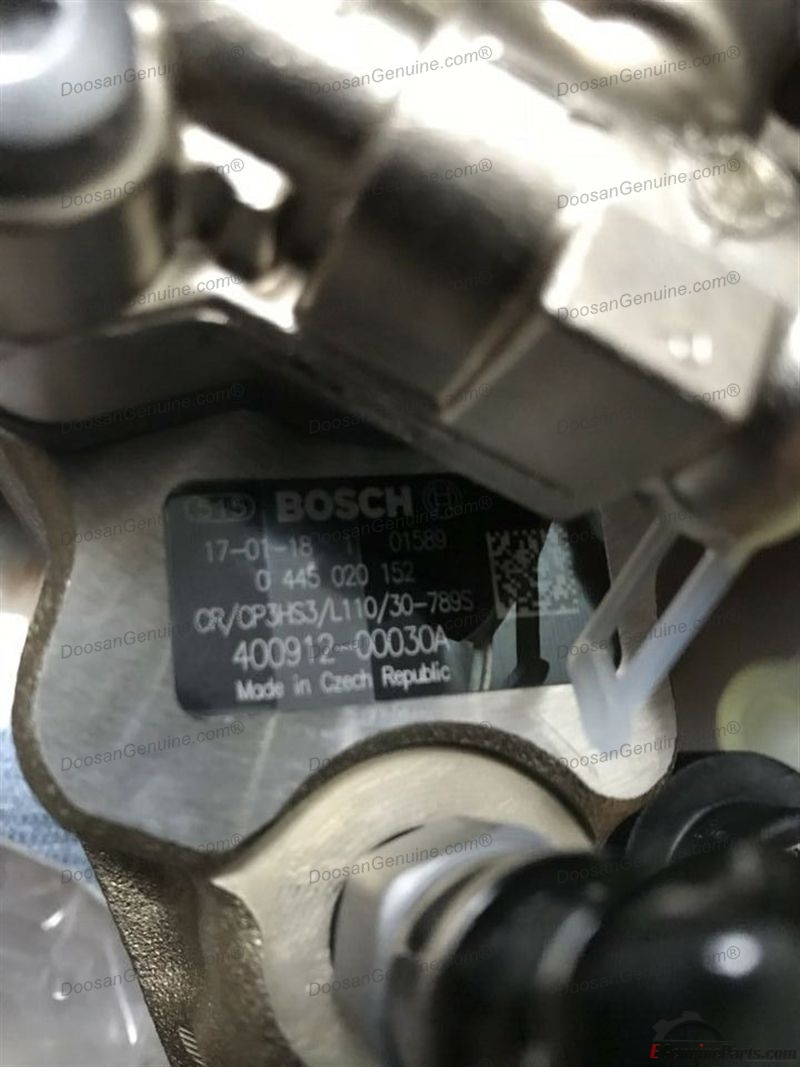 DoosanGenuine.com®
515 BOSCH
17-01-18 1 01589
0 445 020 152
CR/CP3HS3/L110/30-789S
400912-00030A
Made in Czech Republic